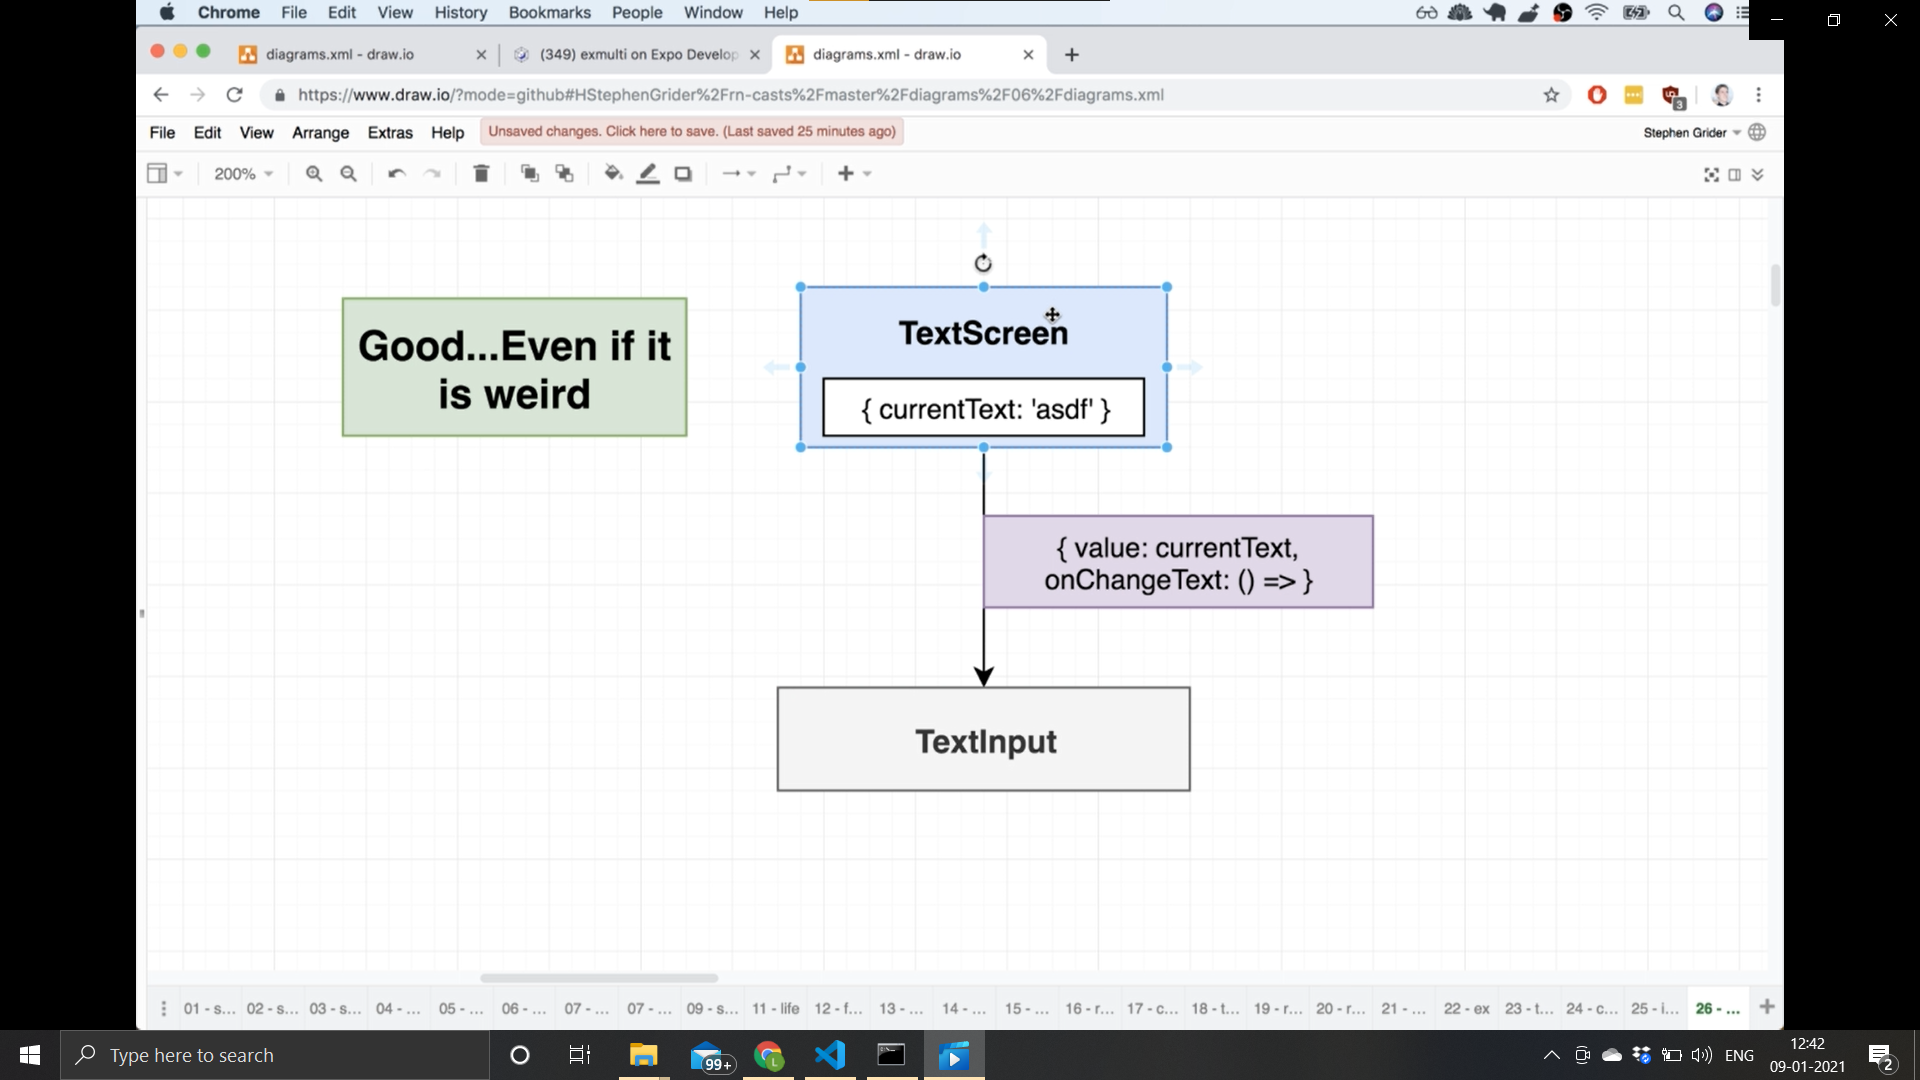 Chrome File Edit View History Bookmarks People Window Help
diagrams.xml - draw.io (349) exmulti on Expo Develop diagrams.xml - draw.io
https://www.draw.io/?mode=github#HStephenGrider%2Frn-casts%2Fmaster%2Fdiagrams%2F06%2Fdiagrams.xml
3
File Edit View Arrange Extras Help Unsaved changes. Click here to save. (Last saved 25 minutes ago) Stephen Grider
200%
Good...Even if it
is weird
TextScreen
{ currentText: 'asdf' }
{ value: currentText,
onChangeText: () => }
TextInput
01 - s... 02 - s... 03 - s... 04 - ... 05 - ... 06 - ... 07 - ... 07 - ... 09 - s... 11 - life 12 - f... 13 - ... 14 - ... 15 - ... 16 - r... 17 - c... 18 - t... 19 - r... 20 - r... 21 - ... 22 - ex 23 - t... 24 - c... 25 - i... 26 - ...
Type here to search
99+
L
ENG
12:42
09-01-2021
2